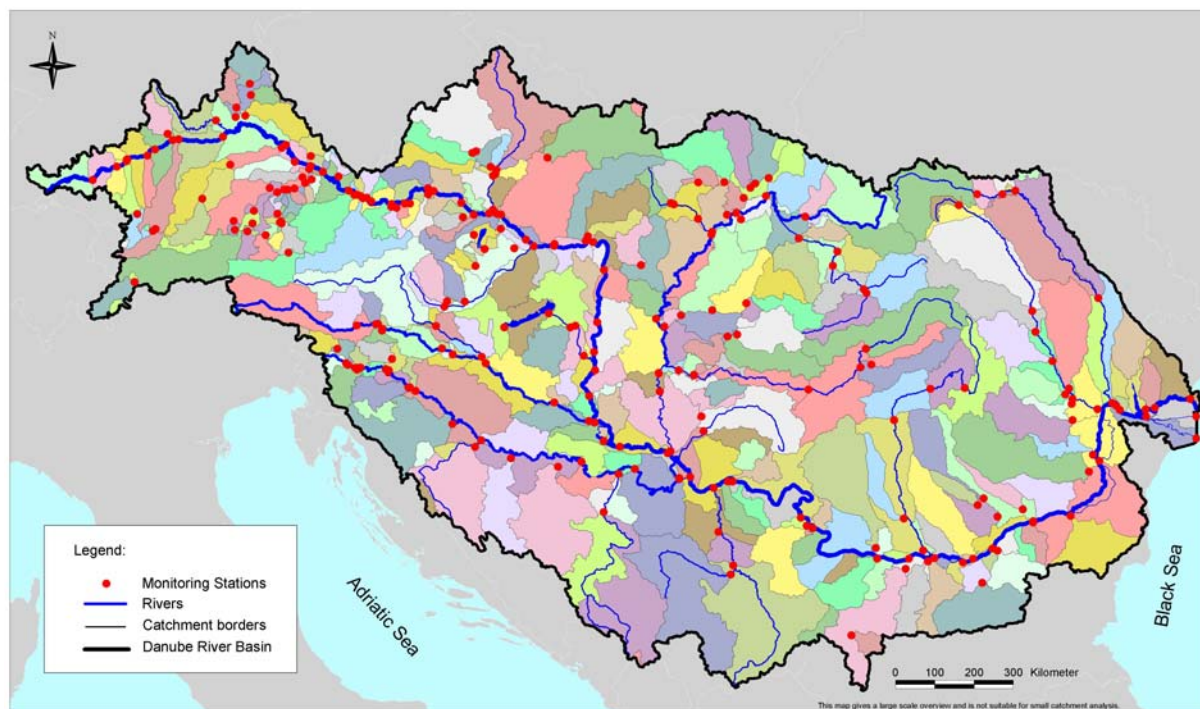 N
Legend:
Monitoring Stations
Rivers
Catchment borders
Danube River Basin
Adriatic Sea
Black Sea
0 100 200 300 Kilometer
This map gives a large scale overview and is not suitable for small catchment analysis.